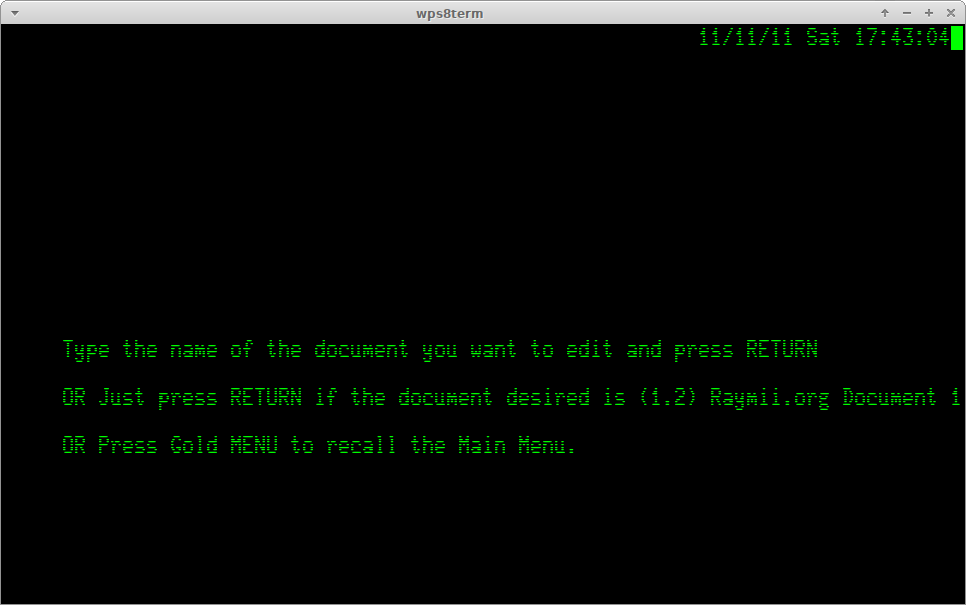 wps8term
11/11/11 Sat 17:43:04
Type the name of the document you want to edit and press RETURN
OR Just press RETURN if the document desired is (1.2) Raymii.org Document 1
OR Press Gold MENU to recall the Main Menu.